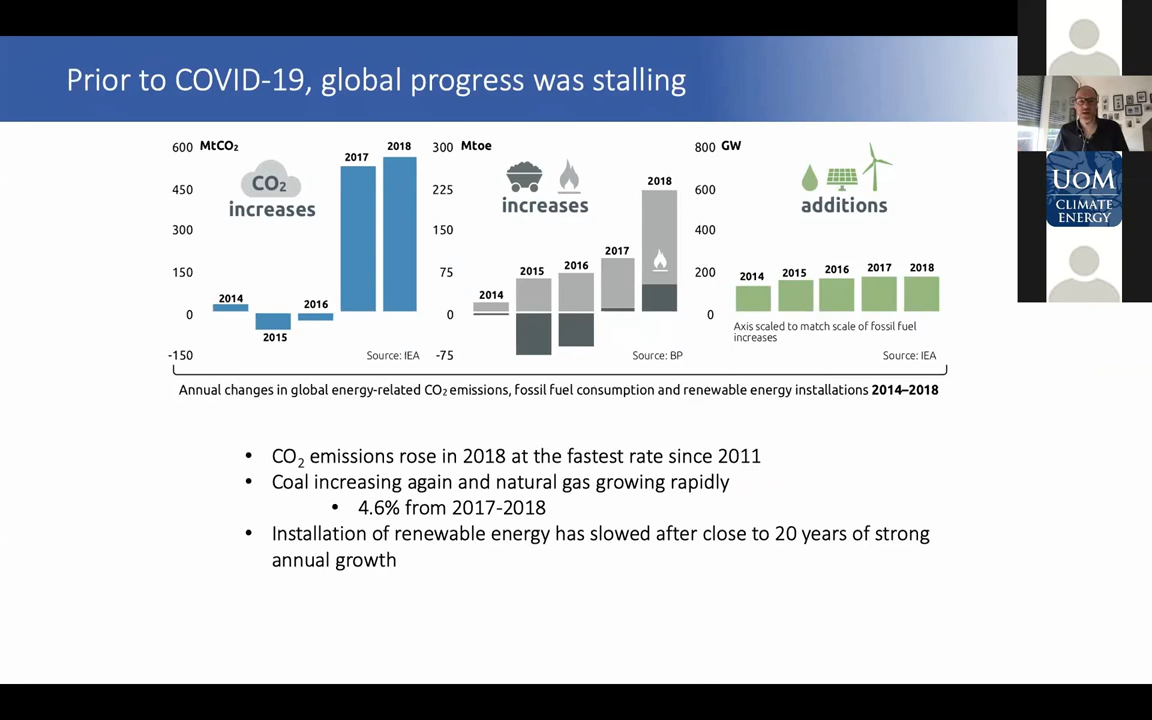 Prior to COVID-19, global progress was stalling
600 MtCO₂
450
300
150
0
-150
CO₂
increases
2014
2015
2016
2017
2018
Source: IEA
300 Mtoe
225
150
75
0
-75
increases
2014
2015
2016
2017
2018
Source: BP
800 GW
600
400
200
0
additions
2014
2015
2016
2017
2018
Axis scaled to match scale of fossil fuel
increases
Source: IEA
Annual changes in global energy-related CO₂ emissions, fossil fuel consumption and renewable energy installations 2014–2018
• CO₂ emissions rose in 2018 at the fastest rate since 2011
• Coal increasing again and natural gas growing rapidly
• 4.6% from 2017-2018
• Installation of renewable energy has slowed after close to 20 years of strong
annual growth
UOM
CLIMATE
ENERGY